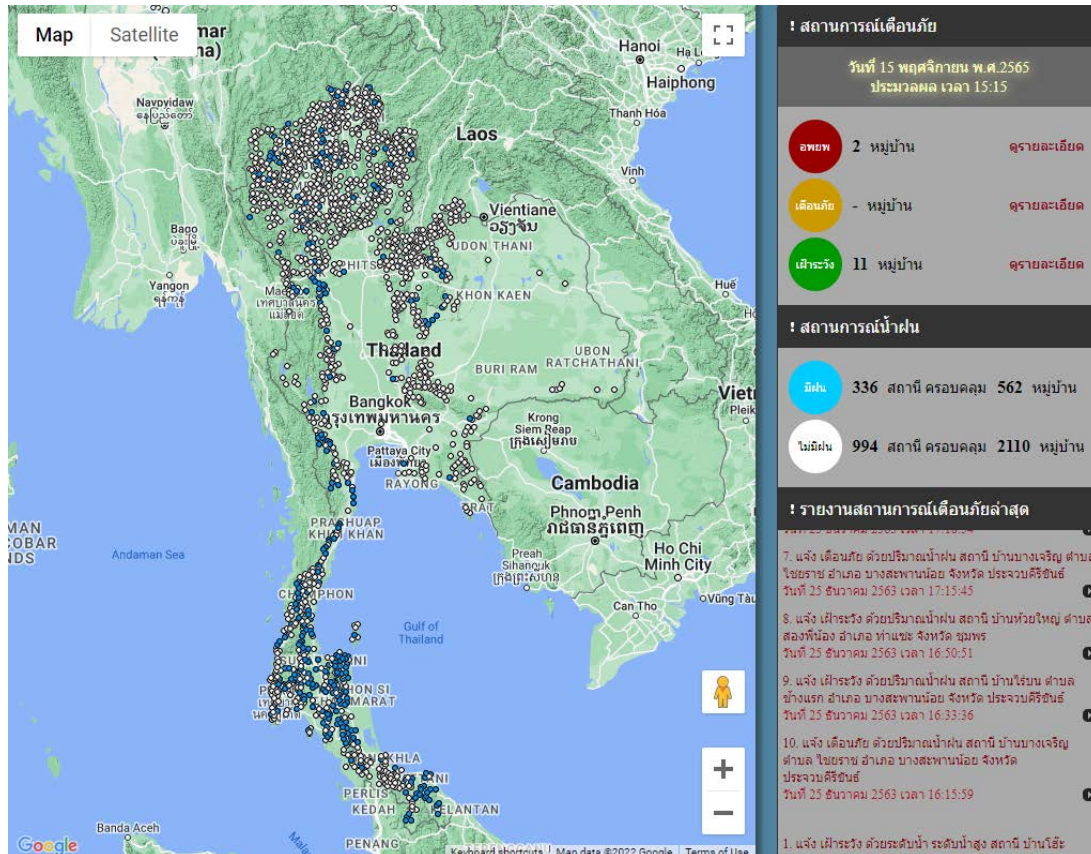 Map
Satellite
Hanoi
Haiphong
Thanh Hóa
Laos
Vinh
Vientiane
ວຽງຈັນ
UDON THANI
KHON KAEN
Bago
Yangon
ရန်ကုန်
Huế
Thailand
UBON
RATCHATHANI
BURI RAM
Bangkok
กรุงเทพมหานคร
Krong
Siem Reap
ក្រុងសៀមរាប
Pleik
Pattaya City
RAYONG
Cambodia
Phnom Penh
រាជធានីភ្នំពេញ
PRACHUAP
KHIRI KHAN
Andaman Sea
Preah
Sihanouk
ក្រុងព្រះសីហនុ
Ho Chi
Minh City
Can Tho
Vũng Tàu
Gulf of
Thailand
PERLIS
KEDAH
KELANTAN
Banda Aceh
PENANG
Google
Keyboard shortcuts
Map data ©2022 Google
Terms of Use
! สถานการณ์เตือนภัย
วันที่ 15 พฤศจิกายน พ.ศ.2565
ประมวลผล เวลา 15:15
อพยพ 2 หมู่บ้าน ดูรายละเอียด
เตือนภัย - หมู่บ้าน ดูรายละเอียด
เฝ้าระวัง 11 หมู่บ้าน ดูรายละเอียด
! สถานการณ์น้ำฝน
มีฝน 336 สถานี ครอบคลุม 562 หมู่บ้าน
ไม่มีฝน 994 สถานี ครอบคลุม 2110 หมู่บ้าน
! รายงานสถานการณ์เตือนภัยล่าสุด
7. แจ้ง เตือนภัย ด้วยปริมาณน้ำฝน สถานี บ้านบางเจริญ ตำบล
ไชยราช อำเภอ บางสะพานน้อย จังหวัด ประจวบคีรีขันธ์
วันที่ 25 ธันวาคม 2563 เวลา 17:15:45
8. แจ้ง เฝ้าระวัง ด้วยปริมาณน้ำฝน สถานี บ้านห้วยใหญ่ ตำบล
สองพี่น้อง อำเภอ ท่าแซะ จังหวัด ชุมพร
วันที่ 25 ธันวาคม 2563 เวลา 16:50:51
9. แจ้ง เฝ้าระวัง ด้วยปริมาณน้ำฝน สถานี บ้านไร่บน ตำบล
ช้างแรก อำเภอ บางสะพานน้อย จังหวัด ประจวบคีรีขันธ์
วันที่ 25 ธันวาคม 2563 เวลา 16:33:36
10. แจ้ง เตือนภัย ด้วยปริมาณน้ำฝน สถานี บ้านบางเจริญ
ตำบล ไชยราช อำเภอ บางสะพานน้อย จังหวัด
ประจวบคีรีขันธ์
วันที่ 25 ธันวาคม 2563 เวลา 16:15:59
1. แจ้ง เฝ้าระวัง ด้วยระดับน้ำ ระดับน้ำสูง สถานี